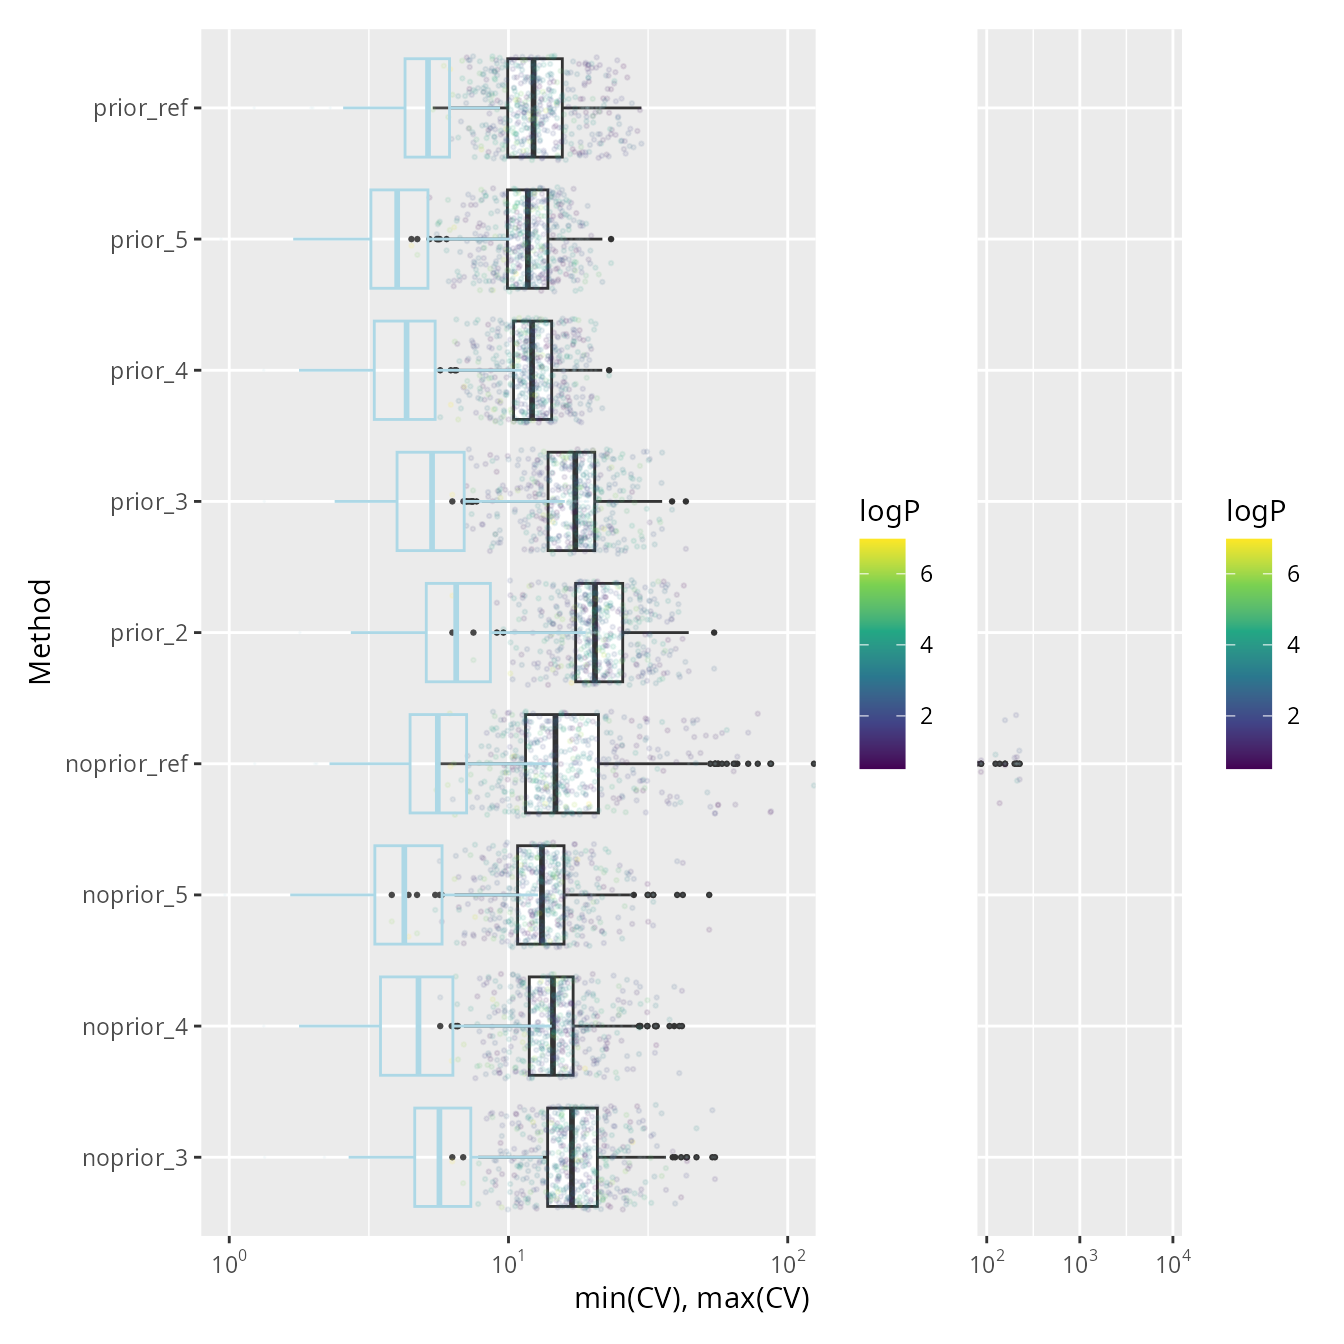 prior_ref
prior_5
prior_4
prior_3
prior_2
noprior_ref
noprior_5
noprior_4
noprior_3
Method
10^0 10^1 10^2
10^2 10^3 10^4
min(CV), max(CV)
logP
6
4
2
logP
6
4
2